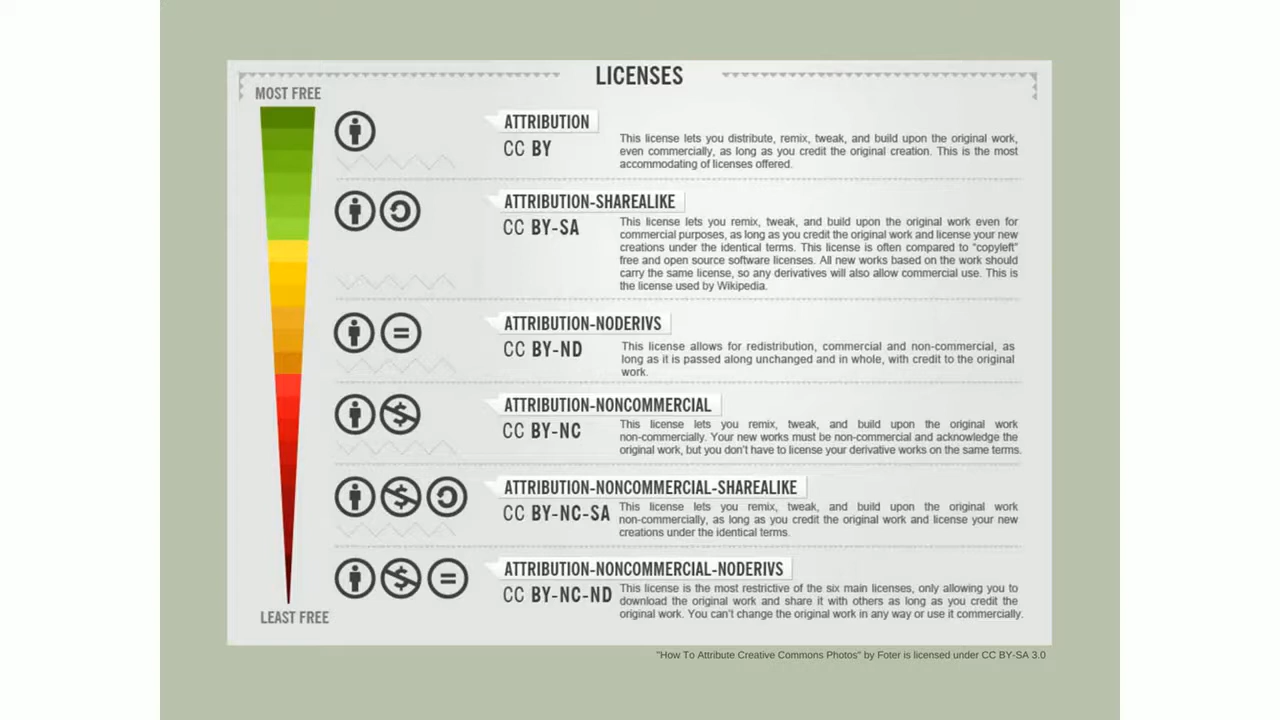 LICENSES
MOST FREE
ATTRIBUTION
CC BY
This license lets you distribute, remix, tweak, and build upon the original work,
even commercially, as long as you credit the original creation. This is the most
accommodating of licenses offered.
ATTRIBUTION-SHAREALIKE
CC BY-SA
This license lets you remix, tweak, and build upon the original work even for
commercial purposes, as long as you credit the original work and license your new
creations under the identical terms. This license is often compared to “copyleft”
free and open source software licenses. All new works based on the work should
carry the same license, so any derivatives will also allow commercial use. This is
the license used by Wikipedia.
ATTRIBUTION-NODERIVS
CC BY-ND
This license allows for redistribution, commercial and non-commercial, as
long as it is passed along unchanged and in whole, with credit to the original
work.
ATTRIBUTION-NONCOMMERCIAL
CC BY-NC
This license lets you remix, tweak, and build upon the original work
non-commercially. Your new works must be non-commercial and acknowledge the
original work, but you don’t have to license your derivative works on the same terms.
ATTRIBUTION-NONCOMMERCIAL-SHAREALIKE
CC BY-NC-SA
This license lets you remix, tweak, and build upon the original work
non-commercially, as long as you credit the original work and license your new
creations under the identical terms.
ATTRIBUTION-NONCOMMERCIAL-NODERIVS
CC BY-NC-ND
This license is the most restrictive of the six main licenses, only allowing you to
download the original work and share it with others as long as you credit the
original work. You can’t change the original work in any way or use it commercially.
LEAST FREE
"How To Attribute Creative Commons Photos" by Foter is licensed under CC BY-SA 3.0